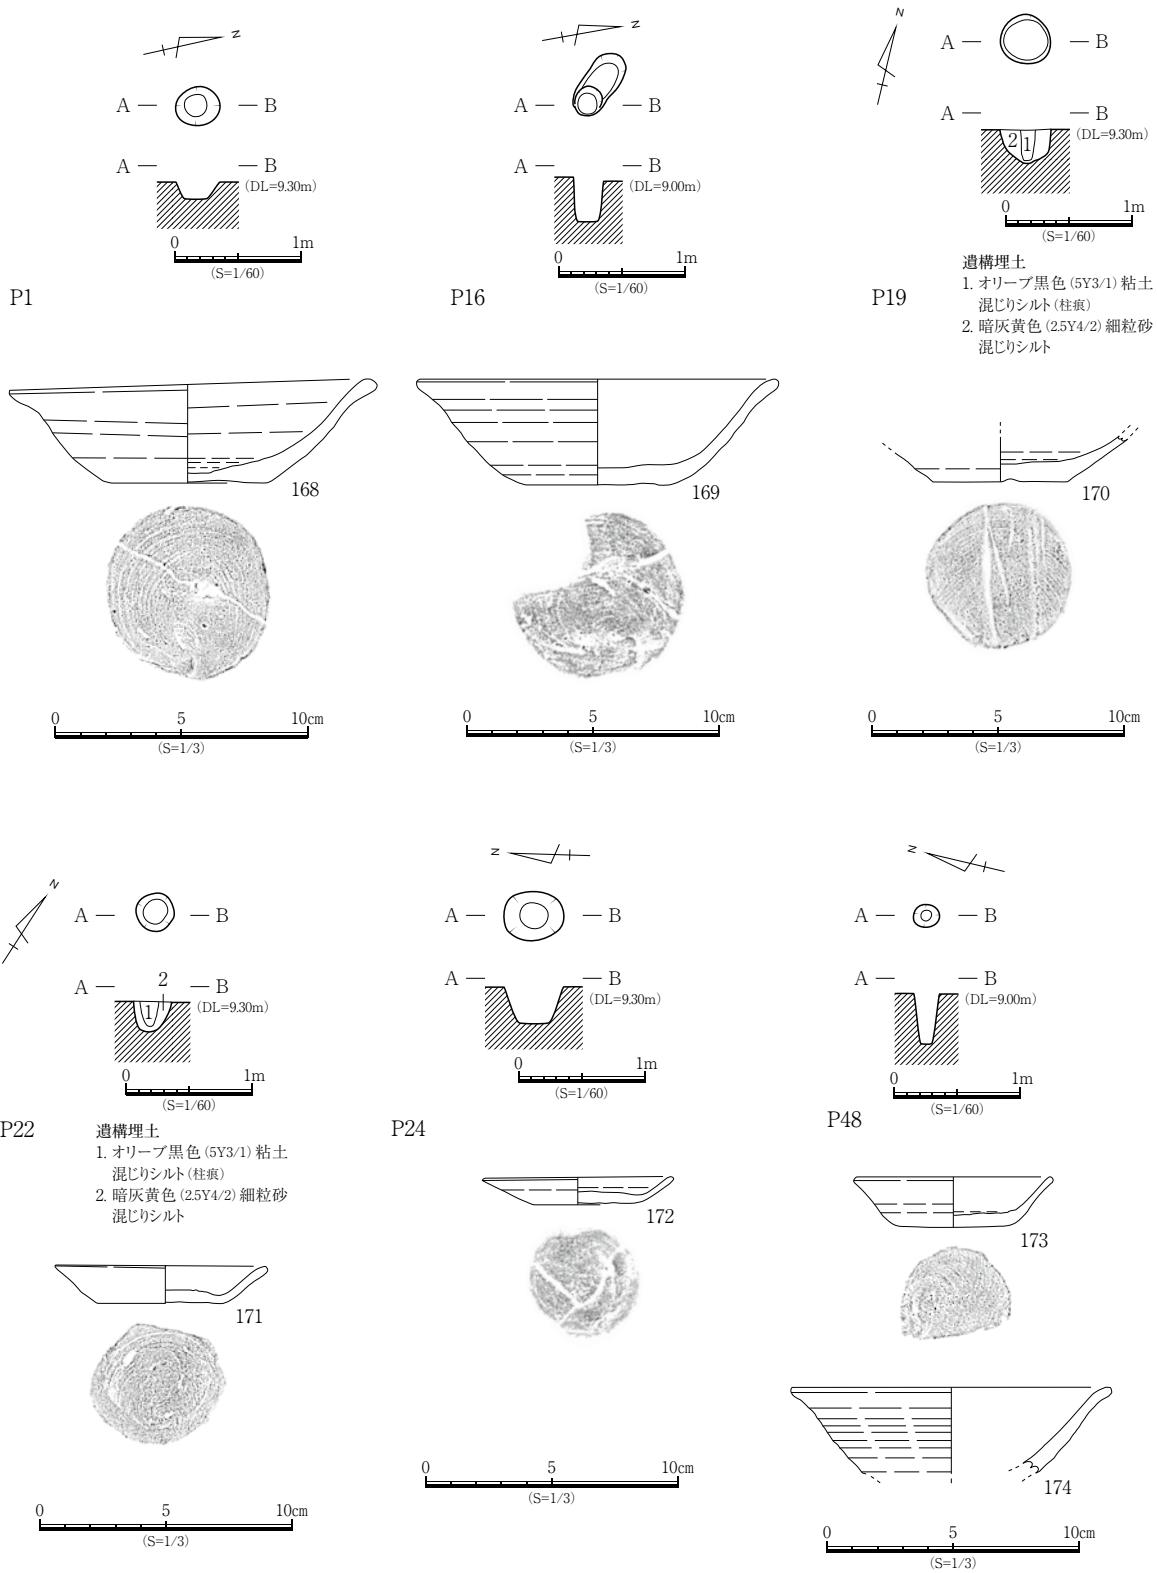 N
A B
A B
(DL=9.30m)
0 1m
(S=1/60)
P1
168
0 5 10cm
(S=1/3)
N
A B
A B
(DL=9.00m)
0 1m
(S=1/60)
P16
169
0 5 10cm
(S=1/3)
N
A B
A B
2 1
(DL=9.30m)
0 1m
(S=1/60)
P19
遺構埋土
1. オリーブ黒色(5Y3/1)粘土
混じりシルト(柱痕)
2. 暗灰黄色(2.5Y4/2)細粒砂
混じりシルト
170
0 5 10cm
(S=1/3)
N
A B
2
A B
1
(DL=9.30m)
0 1m
(S=1/60)
P22
遺構埋土
1. オリーブ黒色(5Y3/1)粘土
混じりシルト(柱痕)
2. 暗灰黄色(2.5Y4/2)細粒砂
混じりシルト
171
0 5 10cm
(S=1/3)
N
A B
A B
(DL=9.30m)
0 1m
(S=1/60)
P24
172
0 5 10cm
(S=1/3)
N
A B
A B
(DL=9.00m)
0 1m
(S=1/60)
P48
173
174
0 5 10cm
(S=1/3)